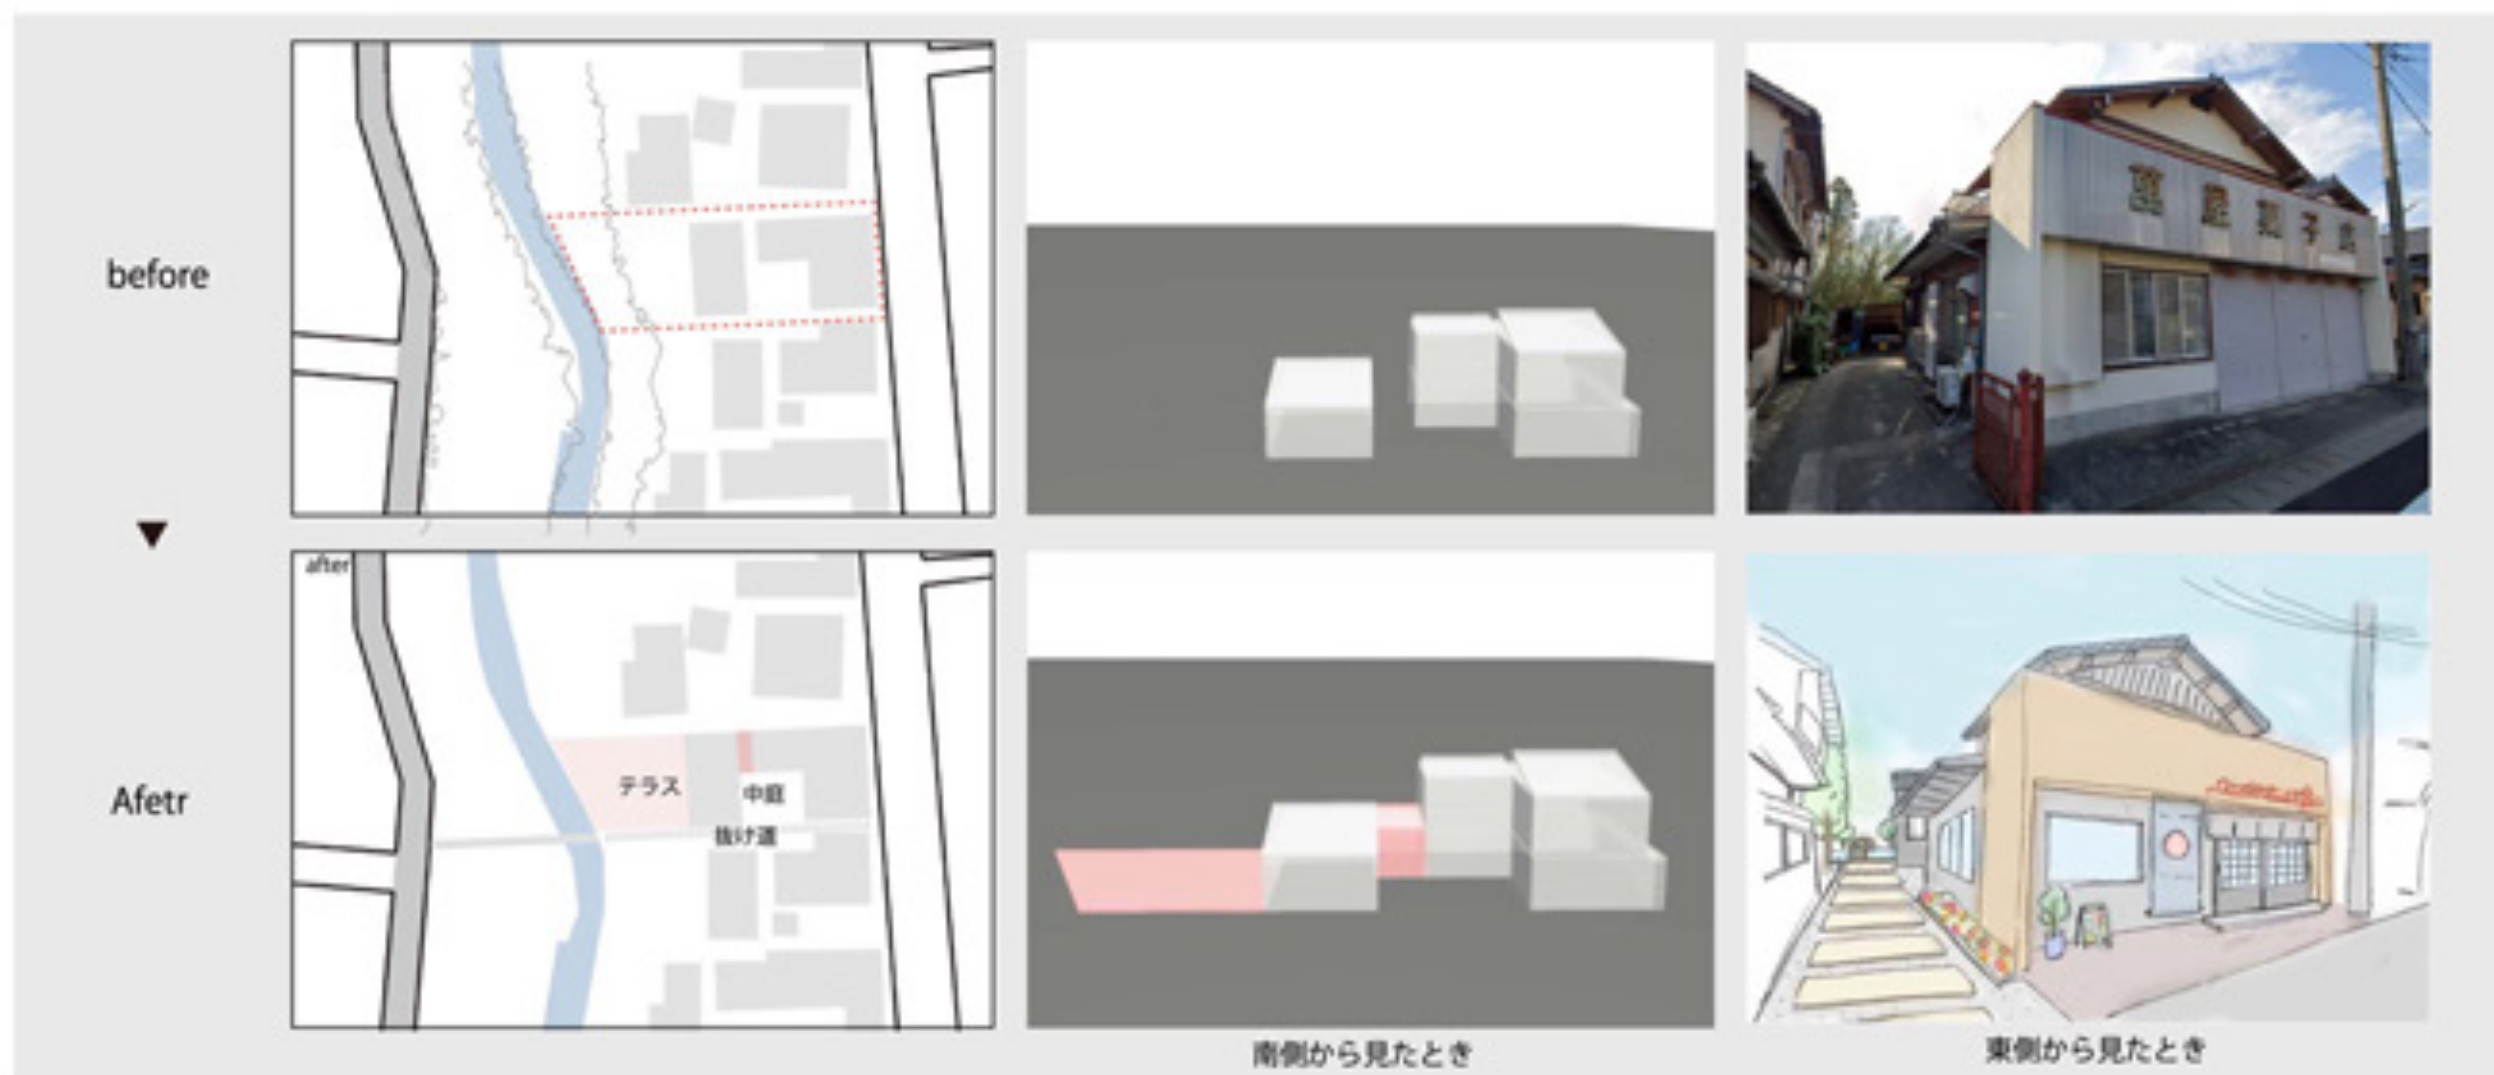 before
▼
after
テラス
中庭
抜け道
Afetr
南側から見たとき
東側から見たとき